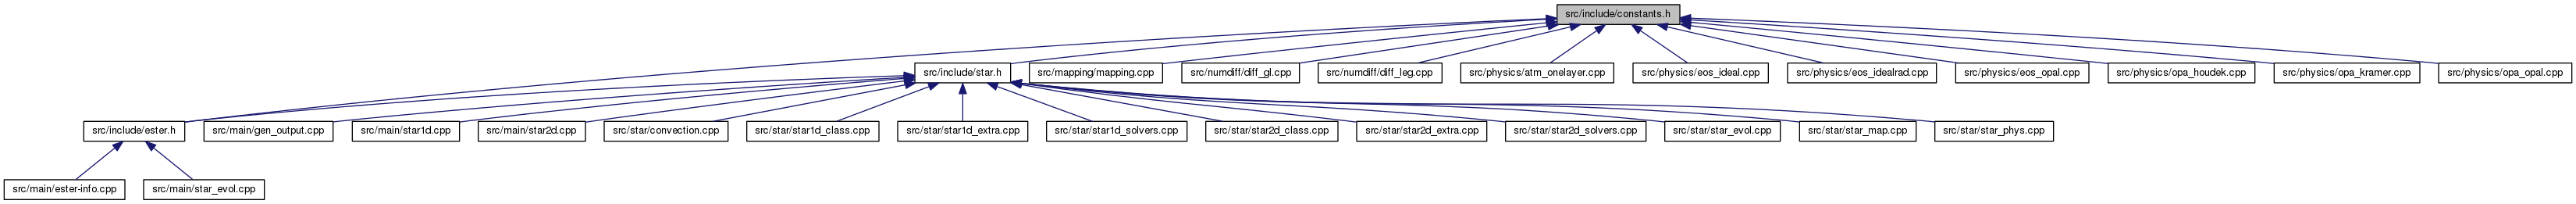 src/include/constants.h
src/include/star.h
src/mapping/mapping.cpp
src/numdiff/diff_gl.cpp
src/numdiff/diff_leg.cpp
src/physics/atm_onelayer.cpp
src/physics/eos_ideal.cpp
src/physics/eos_idealrad.cpp
src/physics/eos_opal.cpp
src/physics/opa_houdek.cpp
src/physics/opa_kramer.cpp
src/physics/opa_opal.cpp
src/include/ester.h
src/main/gen_output.cpp
src/main/star1d.cpp
src/main/star2d.cpp
src/star/convection.cpp
src/star/star1d_class.cpp
src/star/star1d_extra.cpp
src/star/star1d_solvers.cpp
src/star/star2d_class.cpp
src/star/star2d_extra.cpp
src/star/star2d_solvers.cpp
src/star/star_evol.cpp
src/star/star_map.cpp
src/star/star_phys.cpp
src/main/ester-info.cpp
src/main/star_evol.cpp